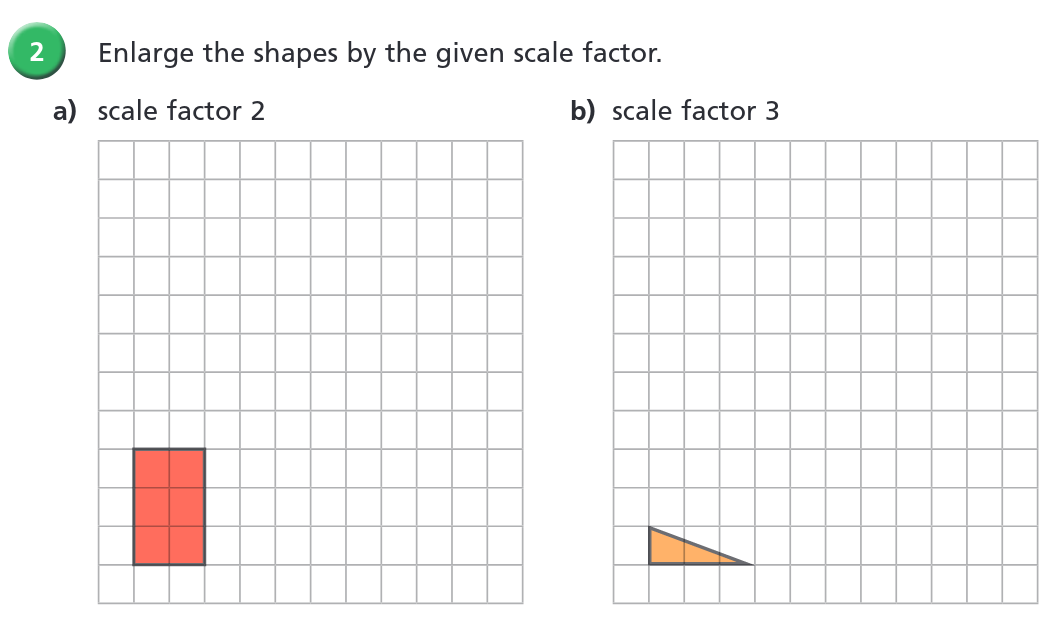 2 Enlarge the shapes by the given scale factor.
a) scale factor 2
b) scale factor 3